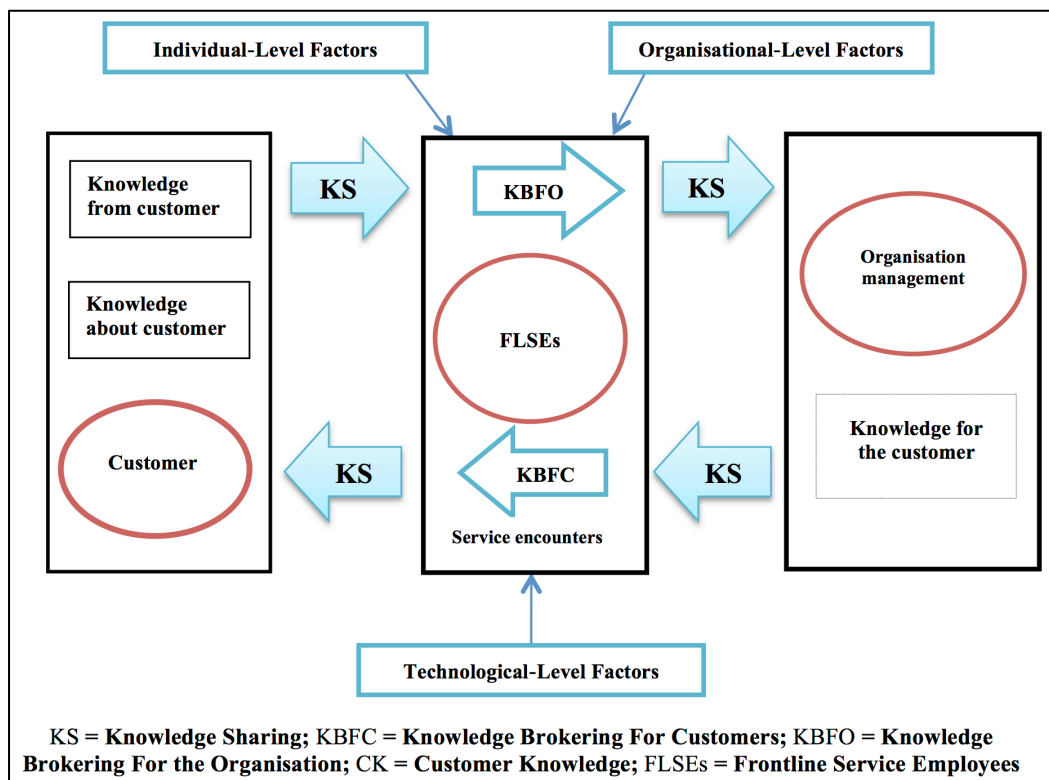 Individual-Level Factors
Organisational-Level Factors
Knowledge
from customer
Knowledge
about customer
Customer
KS
KS
KBFO
FLSEs
KBFC
Service encounters
KS
KS
Organisation
management
Knowledge for
the customer
Technological-Level Factors
KS = Knowledge Sharing; KBFC = Knowledge Brokering For Customers; KBFO = Knowledge
Brokering For the Organisation; CK = Customer Knowledge; FLSEs = Frontline Service Employees